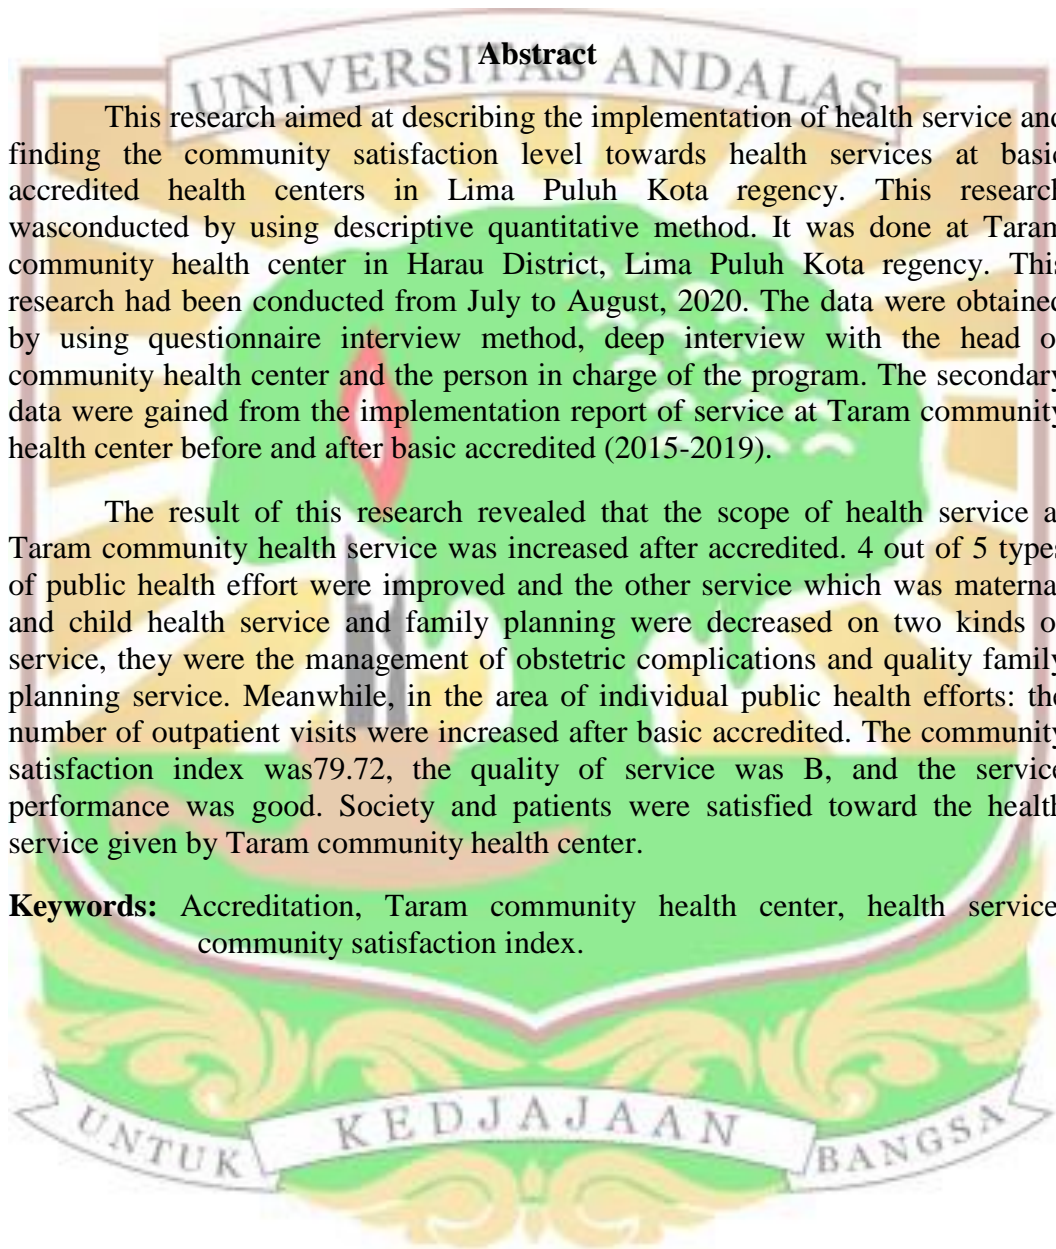 UNIVERSITAS ANDALAS
Abstract
This research aimed at describing the implementation of health service and
finding the community satisfaction level towards health services at basic
accredited health centers in Lima Puluh Kota regency. This research
wasconducted by using descriptive quantitative method. It was done at Taram
community health center in Harau District, Lima Puluh Kota regency. This
research had been conducted from July to August, 2020. The data were obtained
by using questionnaire interview method, deep interview with the head o
community health center and the person in charge of the program. The secondary
data were gained from the implementation report of service at Taram community
health center before and after basic accredited (2015-2019).
The result of this research revealed that the scope of health service a
Taram community health service was increased after accredited. 4 out of 5 types
of public health effort were improved and the other service which was materna
and child health service and family planning were decreased on two kinds o
service, they were the management of obstetric complications and quality family
planning service. Meanwhile, in the area of individual public health efforts: the
number of outpatient visits were increased after basic accredited. The community
satisfaction index was79.72, the quality of service was B, and the service
performance was good. Society and patients were satisfied toward the health
service given by Taram community health center.
Keywords: Accreditation, Taram community health center, health service
community satisfaction index.
UNTUK KEDJAJAAN BANGSA